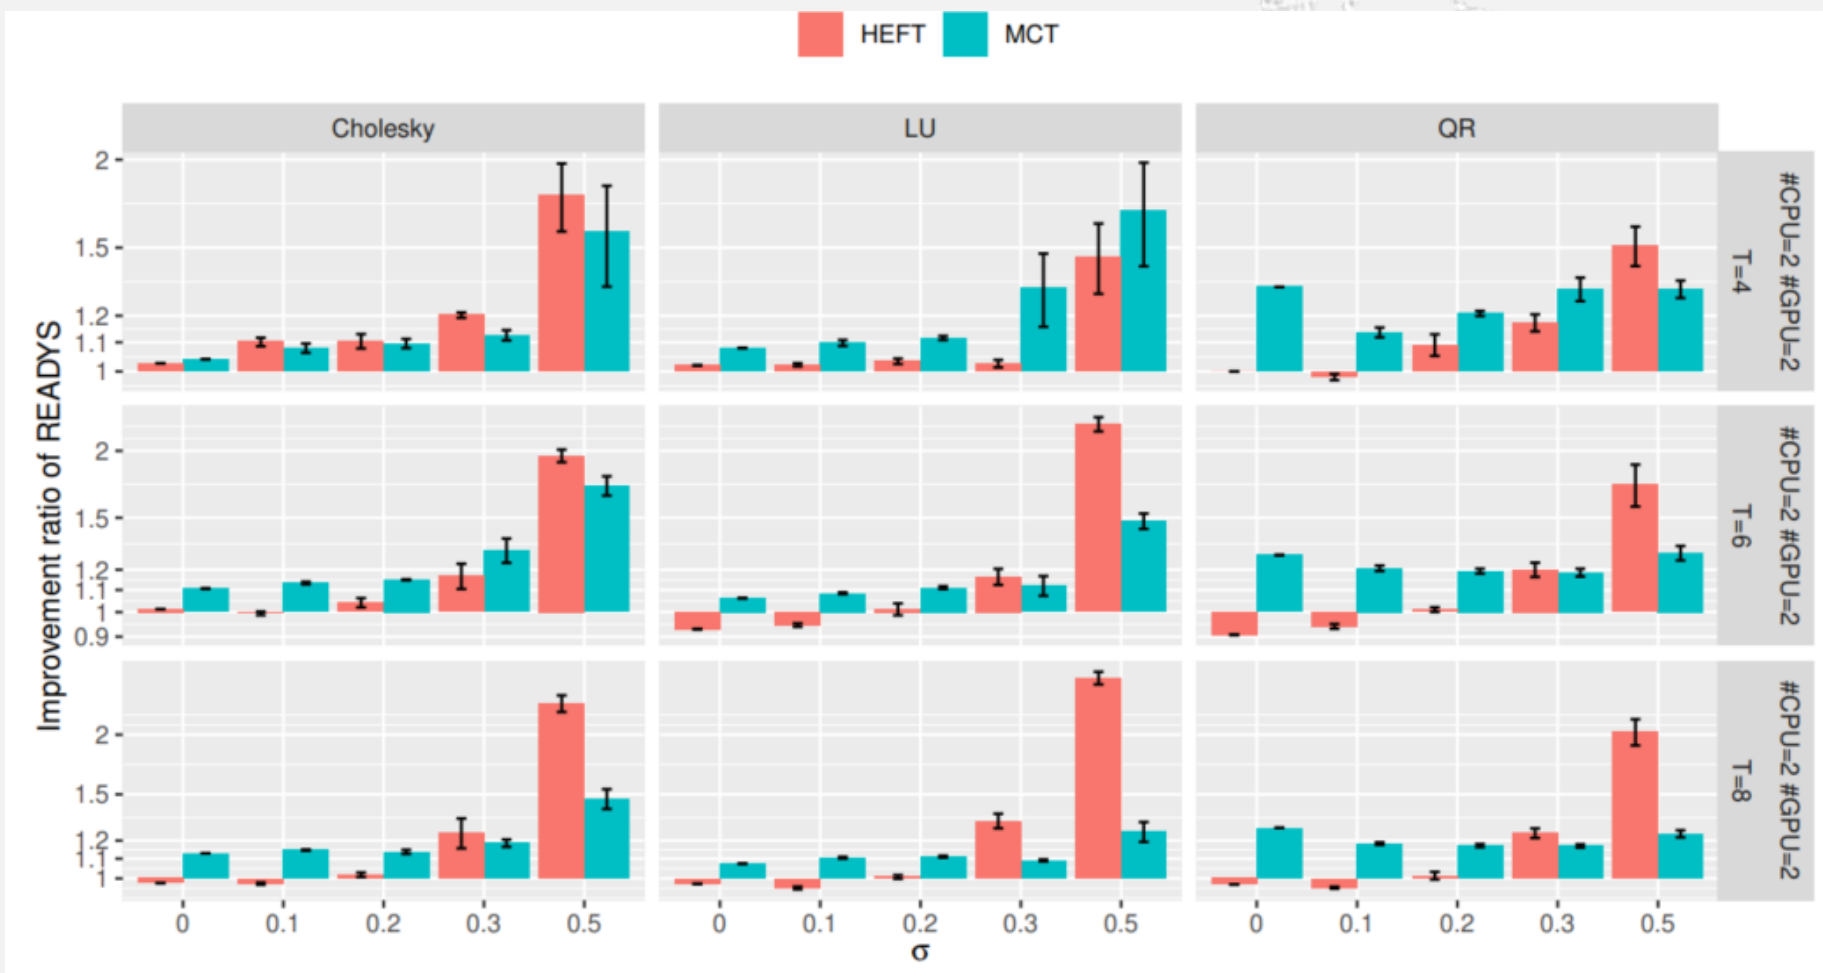 HEFT MCT
Cholesky LU QR
Improvement ratio of READYS
2
1.5
1.2
1.1
1
#CPU=2 #GPU=2
T=4
2
1.5
1.2
1.1
1
0.9
#CPU=2 #GPU=2
T=6
2
1.5
1.2
1.1
1
#CPU=2 #GPU=2
T=8
0 0.1 0.2 0.3 0.5 0 0.1 0.2 0.3 0.5 0 0.1 0.2 0.3 0.5
σ